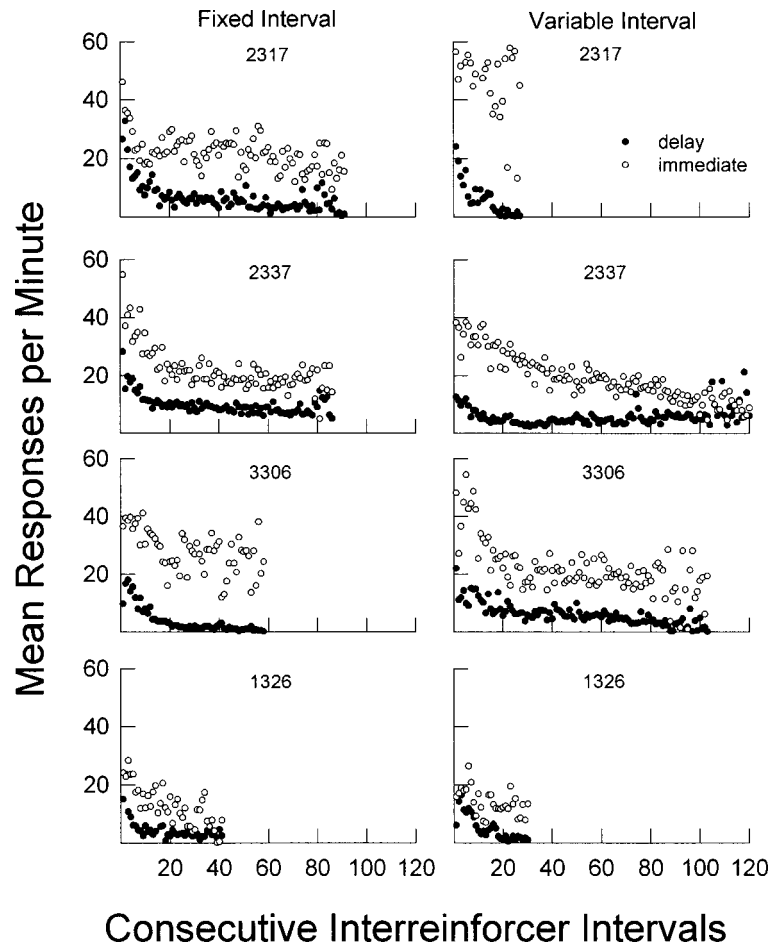 Fixed Interval
Variable Interval
60
2317
2317
40
delay
immediate
20
Mean Responses per Minute
60
2337
2337
40
20
60
3306
3306
40
20
60
1326
1326
40
20
20 40 60 80 100 120
20 40 60 80 100 120
Consecutive Interreinforcer Intervals